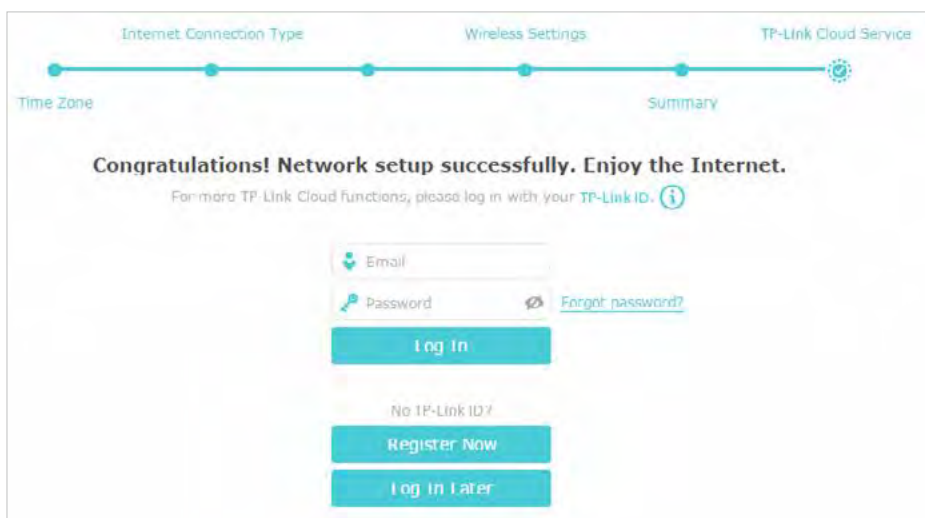 Internet Connection Type Wireless Settings TP-Link Cloud Service
Time Zone Summary
Congratulations! Network setup successfully. Enjoy the Internet.
For more TP-Link Cloud functions, please log in with your TP-Link ID.
Email
Password Forgot password?
Log In
No TP-Link ID?
Register Now
Log In Later